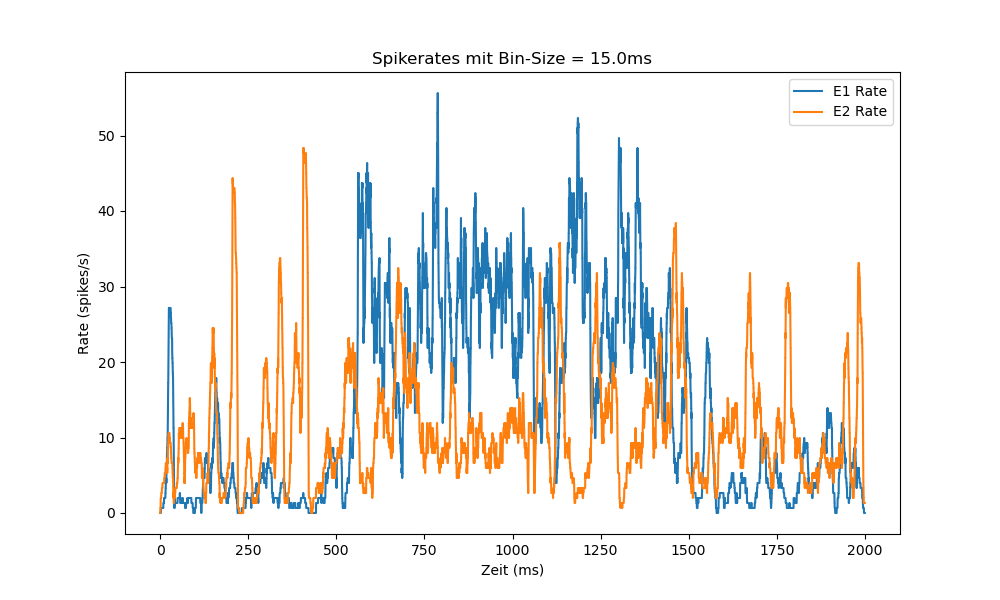 Spikerates mit Bin-Size = 15.0ms
E1 Rate
E2 Rate
Rate (spikes/s)
50
40
30
20
10
0
0 250 500 750 1000 1250 1500 1750 2000
Zeit (ms)